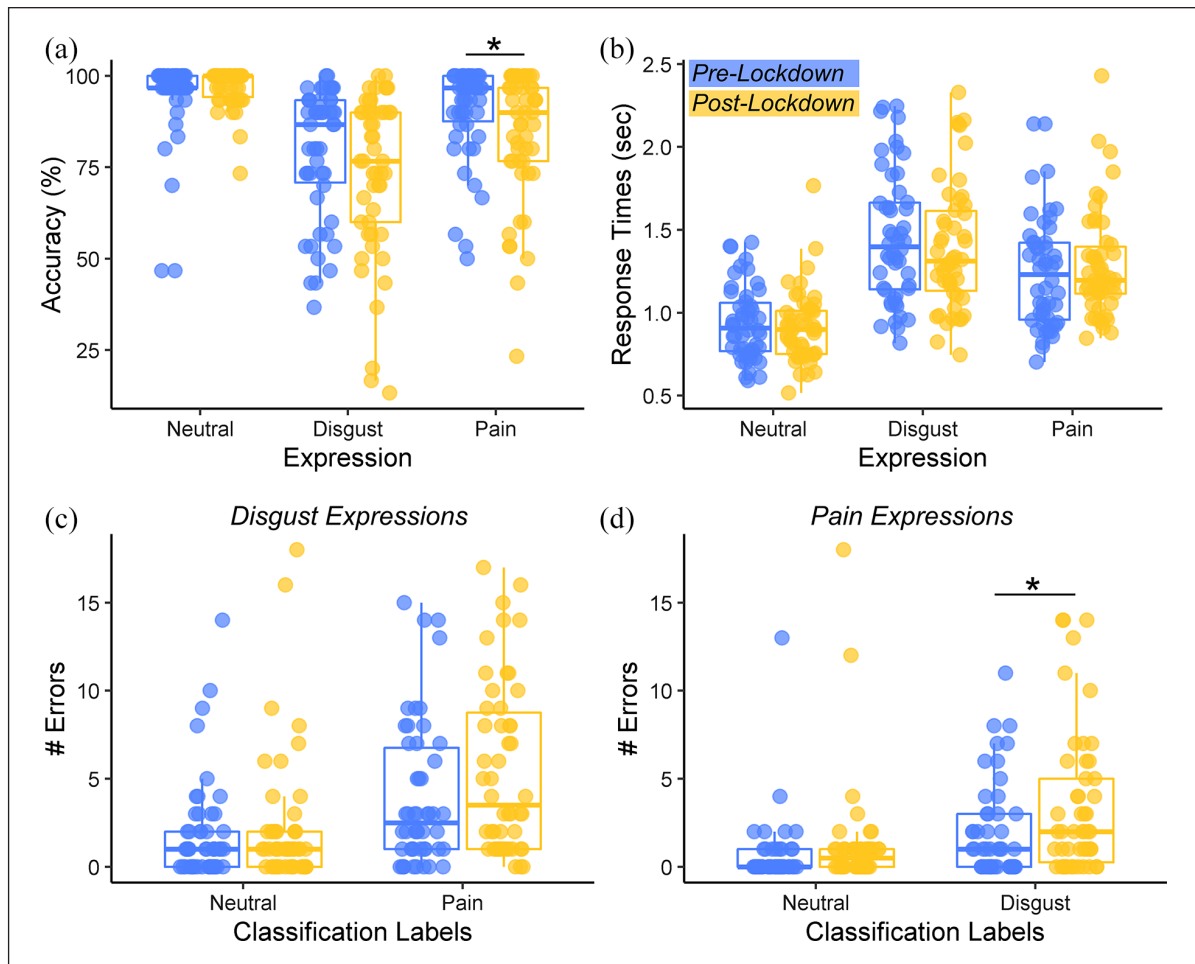 (a)
*
100
75
50
25
Accuracy (%)
Neutral
Disgust
Pain
Expression
(b)
Pre-Lockdown
Post-Lockdown
2.5
2.0
1.5
1.0
0.5
Response Times (sec)
Neutral
Disgust
Pain
Expression
(c)
Disgust Expressions
15
10
5
0
# Errors
Neutral
Pain
Classification Labels
(d)
Pain Expressions
*
15
10
5
0
# Errors
Neutral
Disgust
Classification Labels